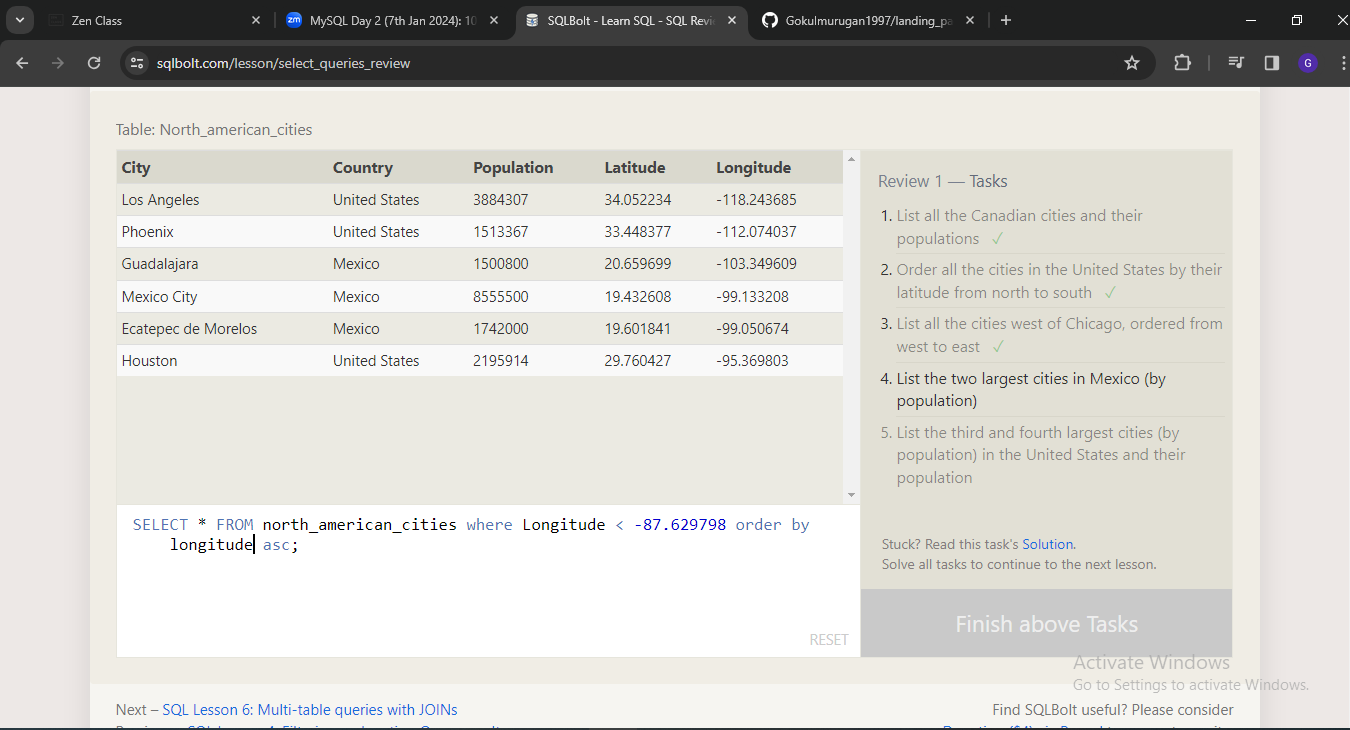 Zen Class
MySQL Day 2 (7th Jan 2024): 10
SQLBolt - Learn SQL - SQL Revi
Gokulmurugan1997/landing_pa
sqlbolt.com/lesson/select_queries_review
G
Table: North_american_cities
City Country Population Latitude Longitude
Los Angeles United States 3884307 34.052234 -118.243685
Phoenix United States 1513367 33.448377 -112.074037
Guadalajara Mexico 1500800 20.659699 -103.349609
Mexico City Mexico 8555500 19.432608 -99.133208
Ecatepec de Morelos Mexico 1742000 19.601841 -99.050674
Houston United States 2195914 29.760427 -95.369803
SELECT * FROM north_american_cities where Longitude < -87.629798 order by
longitude asc;
RESET
Review 1 — Tasks
1. List all the Canadian cities and their
populations ✓
2. Order all the cities in the United States by their
latitude from north to south ✓
3. List all the cities west of Chicago, ordered from
west to east ✓
4. List the two largest cities in Mexico (by
population)
5. List the third and fourth largest cities (by
population) in the United States and their
population
Stuck? Read this task's Solution.
Solve all tasks to continue to the next lesson.
Finish above Tasks
Activate Windows
Go to Settings to activate Windows.
Next – SQL Lesson 6: Multi-table queries with JOINs
Find SQLBolt useful? Please consider